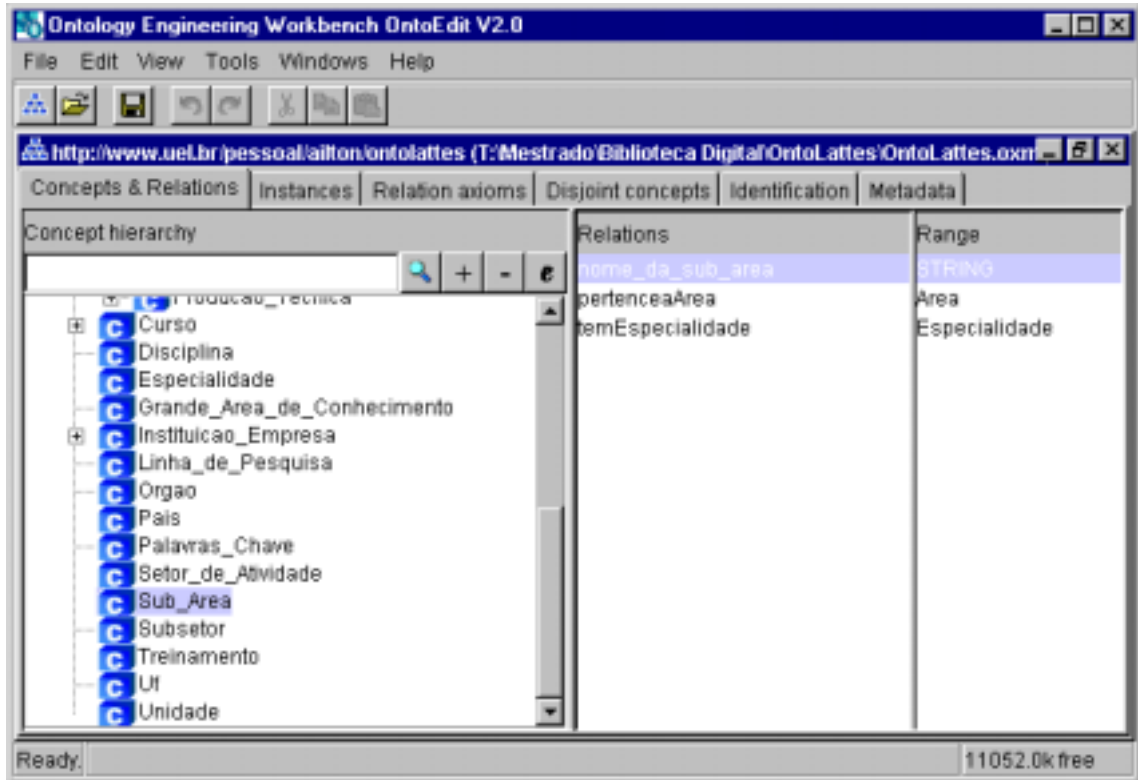 Ontology Engineering Workbench OntoEdit V2.0
File Edit View Tools Windows Help
http://www.uel.br/pessoal/ailton/ontolattes (T:\Mestrado\Biblioteca Digital\OntoLattes\OntoLattes.oxm
Concepts & Relations Instances Relation axioms Disjoint concepts Identification Metadata
Concept hierarchy
+ - e
Producao_Tecnica
Curso
Disciplina
Especialidade
Grande_Area_de_Conhecimento
Instituicao_Empresa
Linha_de_Pesquisa
Orgao
Pais
Palavras_Chave
Setor_de_Atividade
Sub_Area
Subsetor
Treinamento
Uf
Unidade
Relations Range
nome_da_sub_area STRING
pertenceaArea Area
temEspecialidade Especialidade
Ready. 11052.0k free